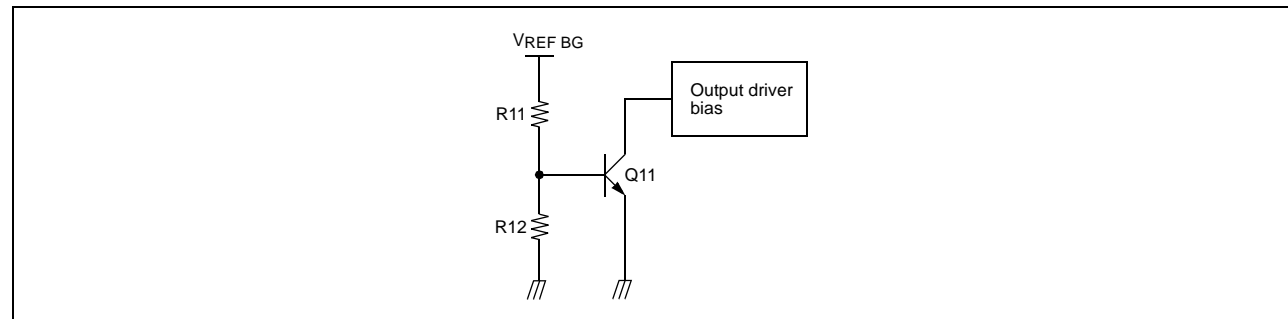 VREF BG
Output driver
bias
R11
Q11
R12